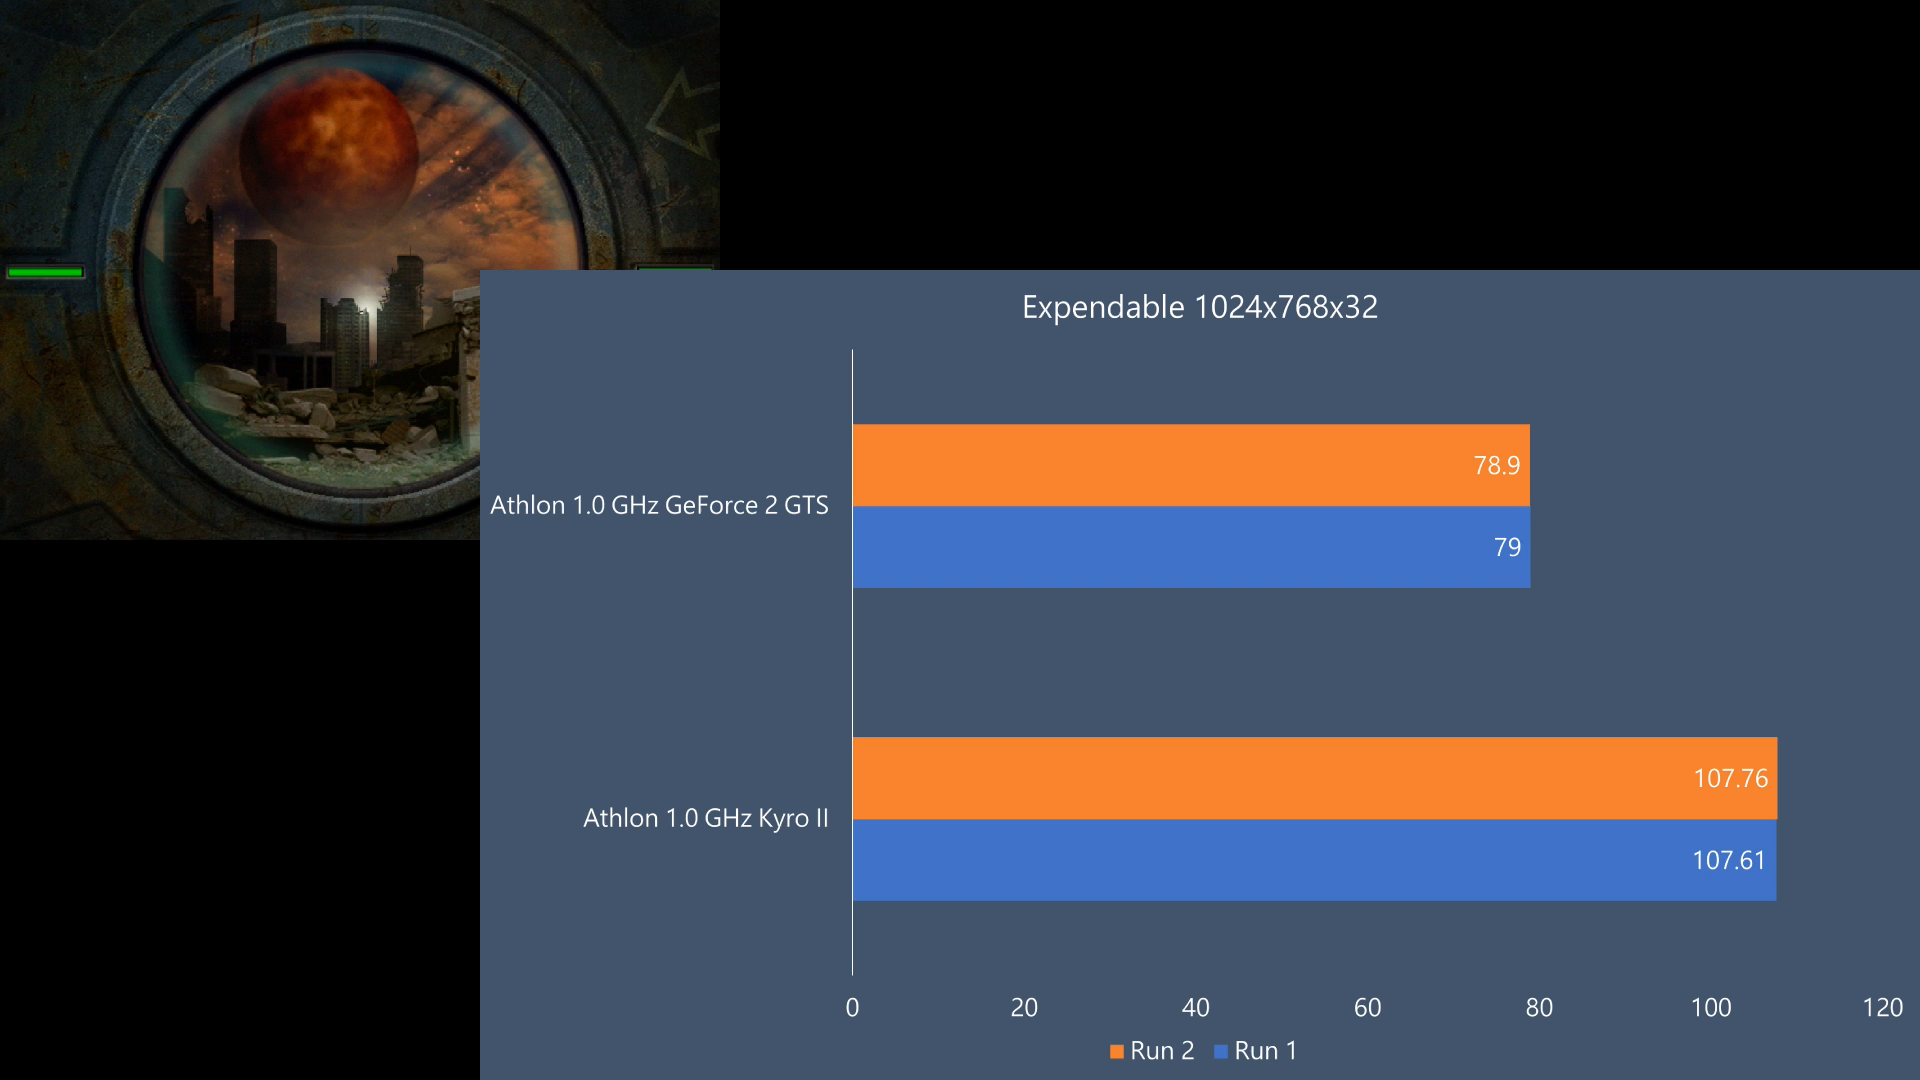 Expendable 1024x768x32
Athlon 1.0 GHz GeForce 2 GTS
78.9
79
Athlon 1.0 GHz Kyro II
107.76
107.61
0 20 40 60 80 100 120
Run 2 Run 1